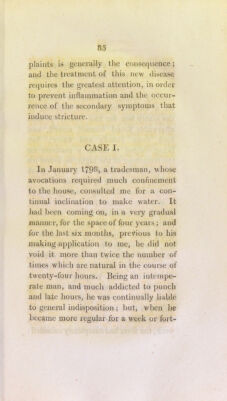 85
plaints is generally the consequence;
and the treatment of this new disease
requires the greatest attention, in order
to prevent inflammation and the occur-
rence of the secondary symptoms that
induce stricture.
CASE I.
In January 1798, a tradesman, whose
avocations required much confinement
to the house, consulted me for a con-
tinual inclination to make water. It
had been coming on, in a very gradual
manner, for the space of four years; and
for the last six months, previous to his
making application to me, he did not
void it more than twice the number of
times which are natural in the course of
twenty-four hours. Being an intempe-
rate man, and much addicted to punch
and late hours, he was continually liable
to general indisposition; but, when he
became more regular for a week or fort-